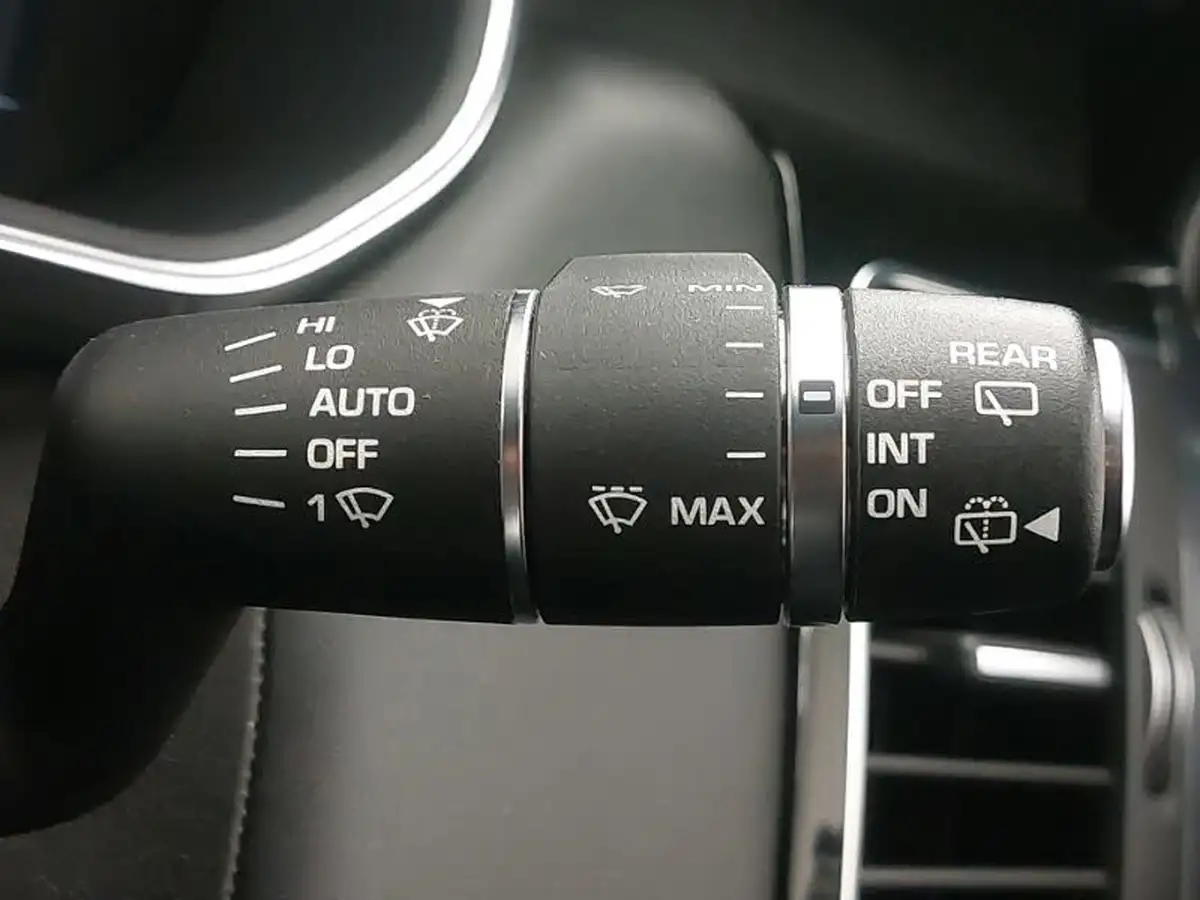 HI
LO
AUTO
OFF
1
MIN
MAX
REAR
OFF
INT
ON